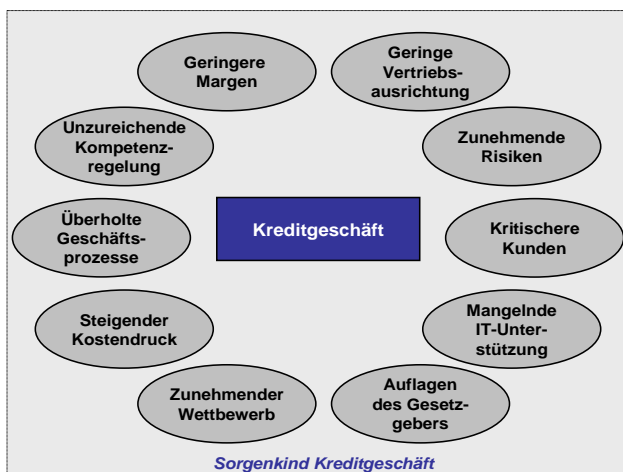 Geringere
Margen
Geringe
Vertriebs-
ausrichtung
Unzureichende
Kompetenz-
regelung
Zunehmende
Risiken
Überholte
Geschäfts-
prozesse
Kreditgeschäft
Kritischere
Kunden
Steigender
Kostendruck
Mangelnde
IT-Unter-
stützung
Zunehmender
Wettbewerb
Auflagen
des Gesetz-
gebers
Sorgenkind Kreditgeschäft